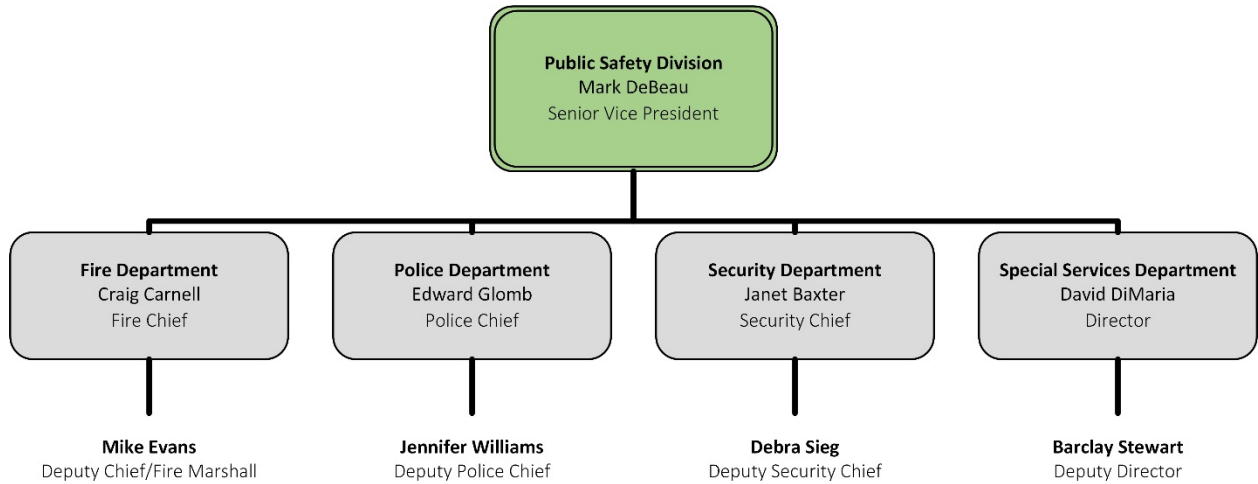 Public Safety Division
Mark DeBeau
Senior Vice President
Fire Department
Craig Carnell
Fire Chief
Police Department
Edward Glomb
Police Chief
Security Department
Janet Baxter
Security Chief
Special Services Department
David DiMaria
Director
Mike Evans
Deputy Chief/Fire Marshall
Jennifer Williams
Deputy Police Chief
Debra Sieg
Deputy Security Chief
Barclay Stewart
Deputy Director